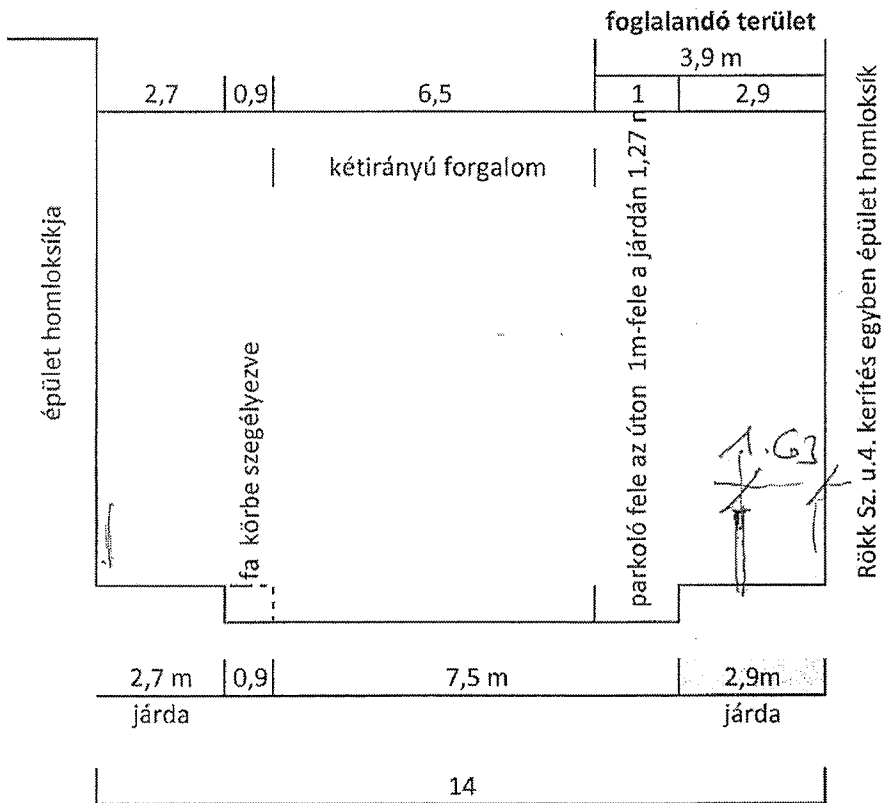 foglalandó terület
3,9 m
2,7 0,9 6,5 1 2,9
kétirányú forgalom
épület homloksíkja
fa körbe szegélyezve
parkoló fele az úton 1m-fele a járdán 1,27
1.63
Rökk Sz. u.4. kerítés egyben épület homloksík
2,7 m 0,9 7,5 m 2,9m
járda járda
14